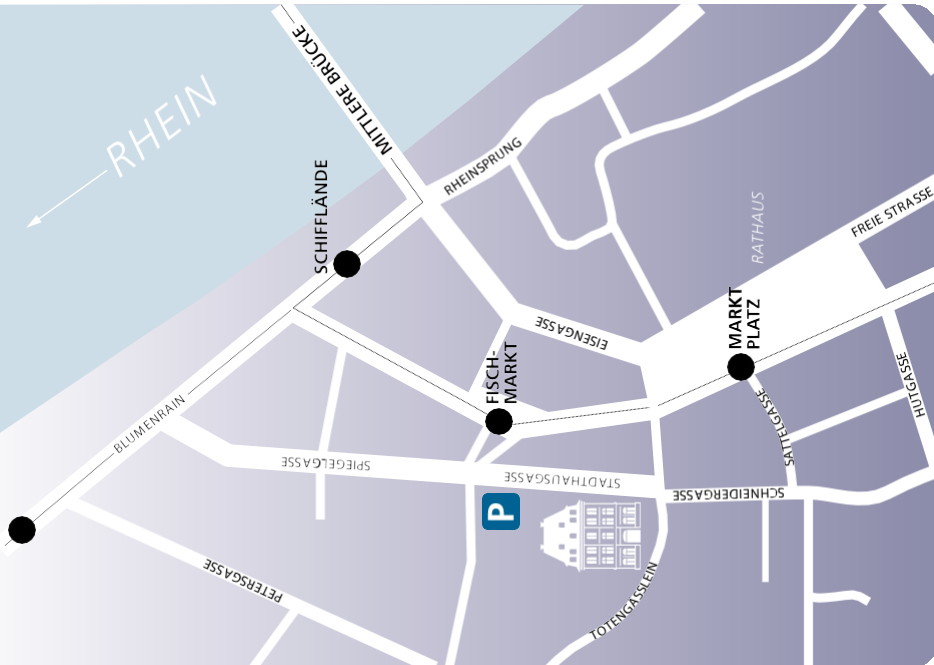 MITTLERE BRÜCKE
RHEIN
SCHIFFLÄNDE
RHEINSPRUNG
RATHAUS
FREIE STRASSE
EISENGASSE
MARKT
PLATZ
FISCH-
MARKT
BLUMENRAIN
HUTGASSE
SATTELGASSE
SPIEGELGASSE
STADTHAUSGASSE
SCHNEIDERGASSE
P
PETERSGASSE
TOTENGÄSSLEIN